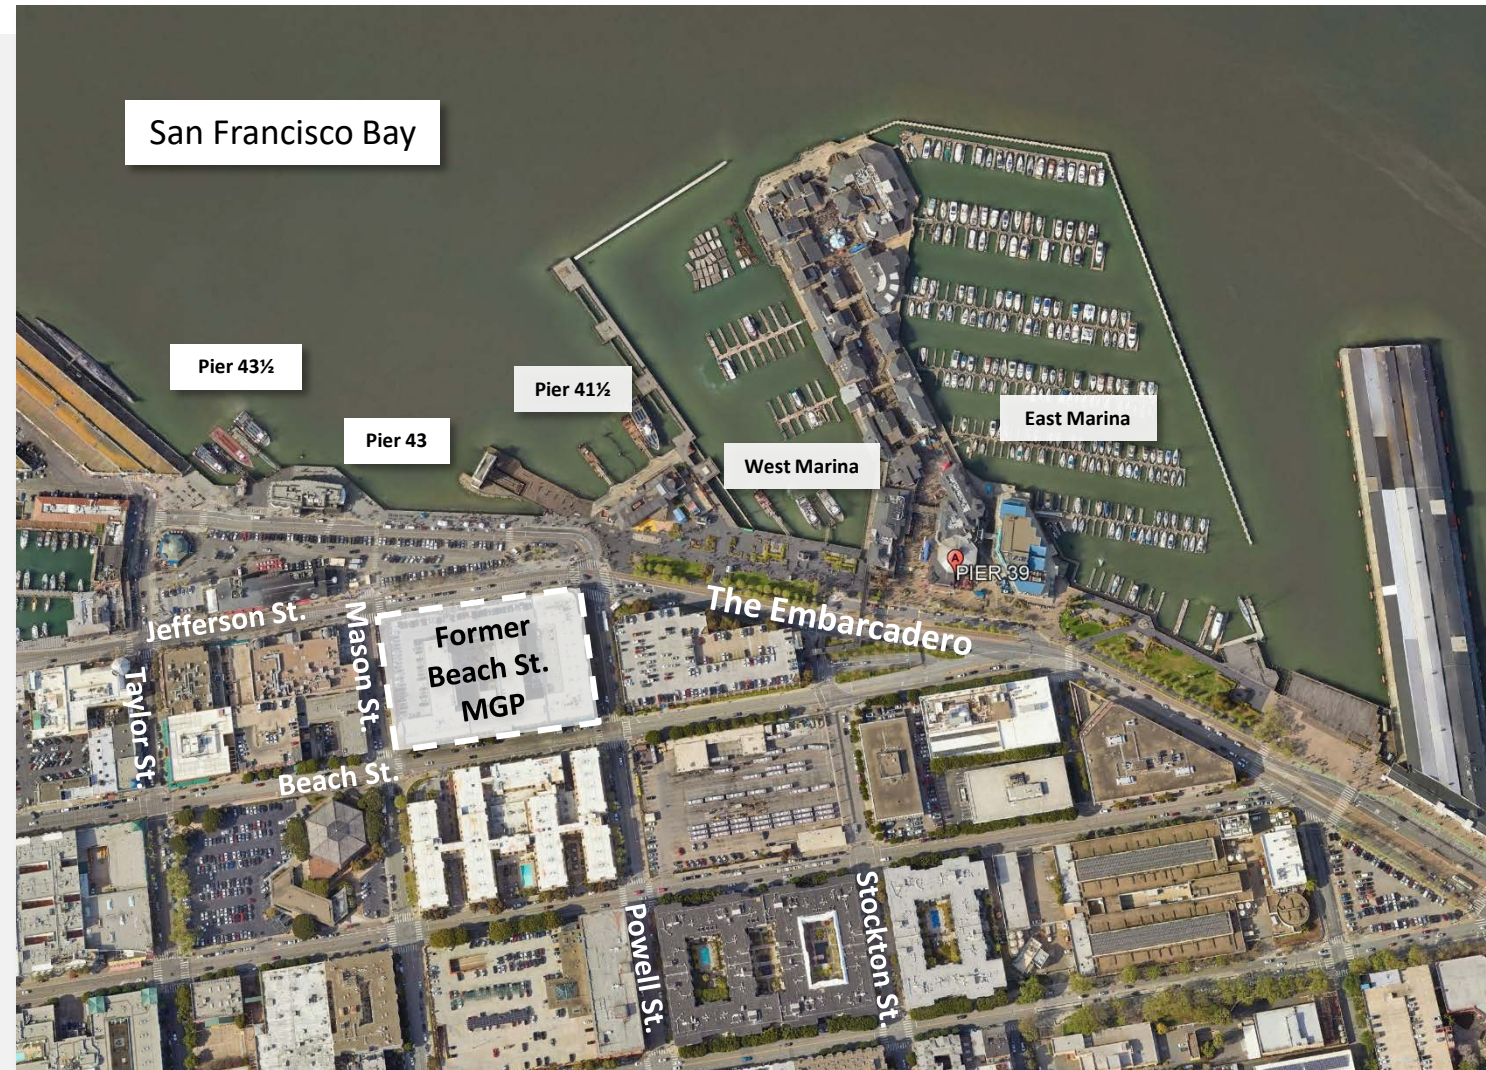 San Francisco Bay
Pier 43½
Pier 41½
Pier 43
East Marina
West Marina
A
PIER 39
The Embarcadero
Jefferson St.
Mason St.
Former
Beach St.
MGP
Taylor St.
Beach St.
Stockton St.
Powell St.